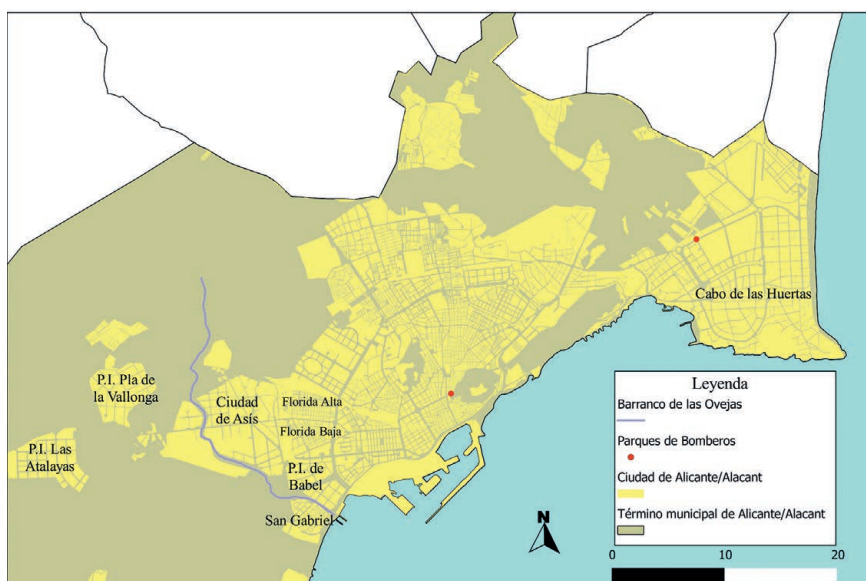 Cabo de las Huertas
P.I. Pla de
la Vallonga
Ciudad
de Asís
Florida Alta
Florida Baja
P.I. Las
Atalayas
P.I. de
Babel
San Gabriel
N
Leyenda
Barranco de las Ovejas
Parques de Bomberos
Ciudad de Alicante/Alacant
Término municipal de Alicante/Alacant
0 10 20